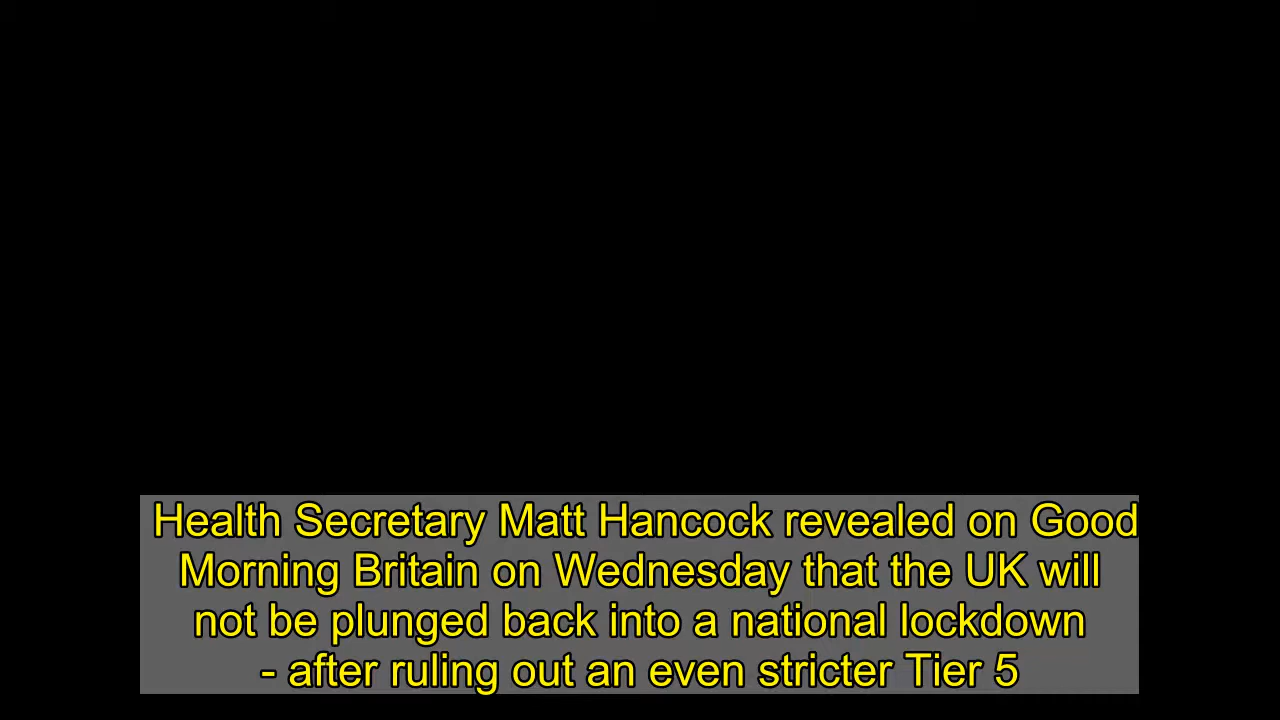 Health Secretary Matt Hancock revealed on Good
Morning Britain on Wednesday that the UK will
not be plunged back into a national lockdown
- after ruling out an even stricter Tier 5